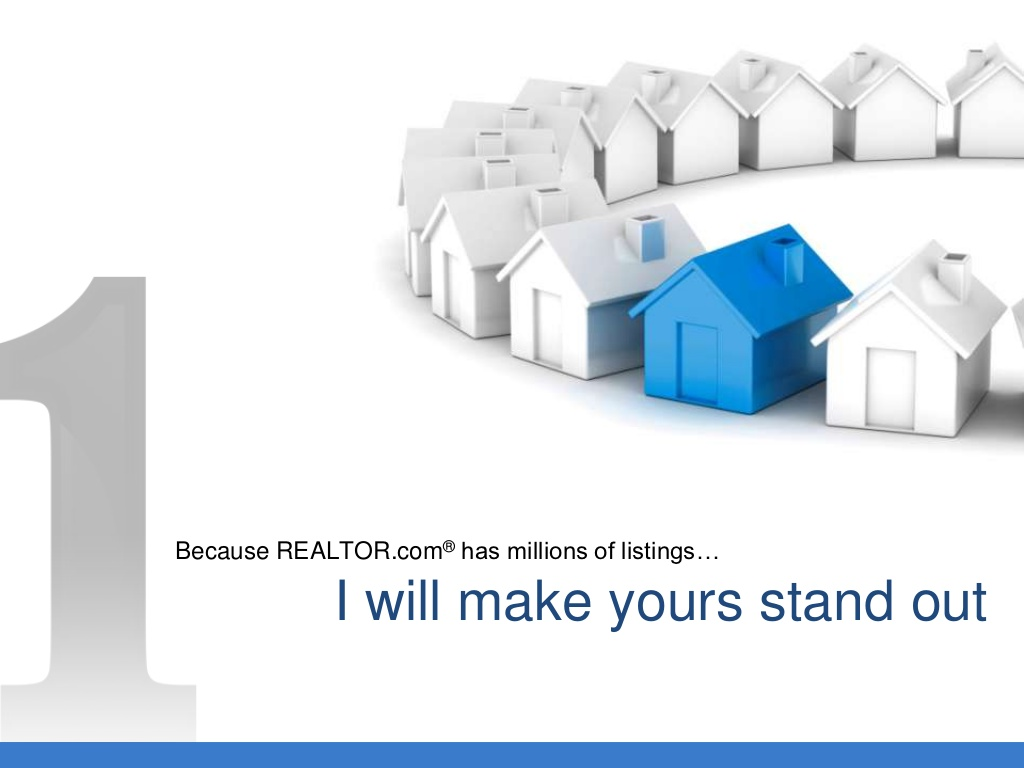 1
Because REALTOR.com® has millions of listings…
I will make yours stand out